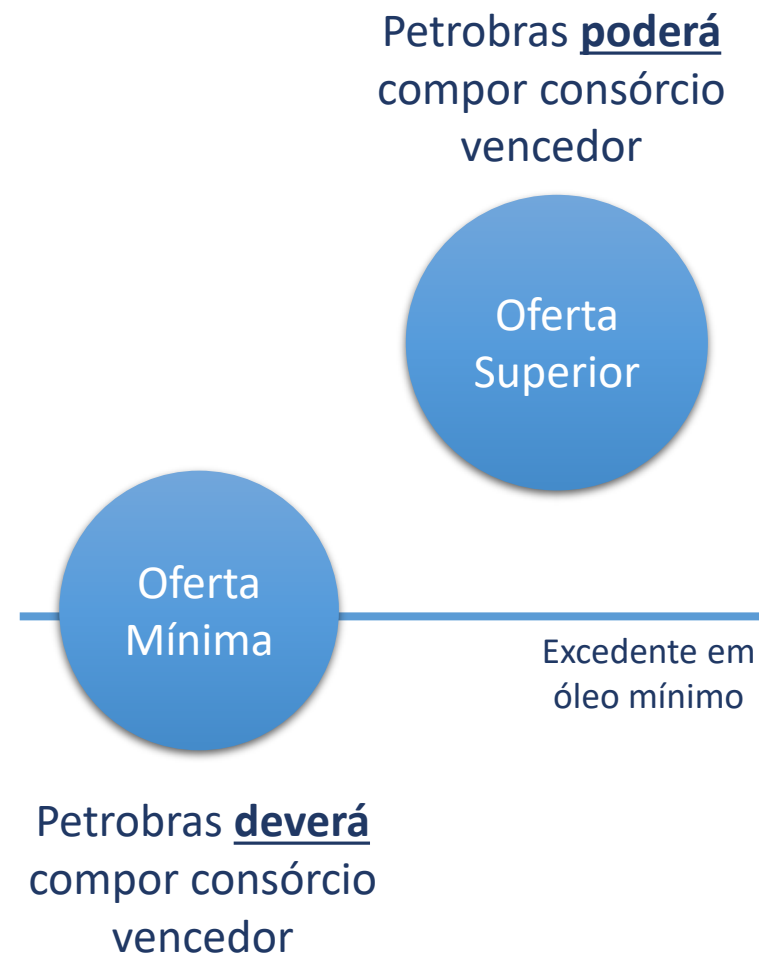 Petrobras poderá
compor consórcio
vencedor
Oferta
Superior
Oferta
Mínima
Excedente em
óleo mínimo
Petrobras deverá
compor consórcio
vencedor